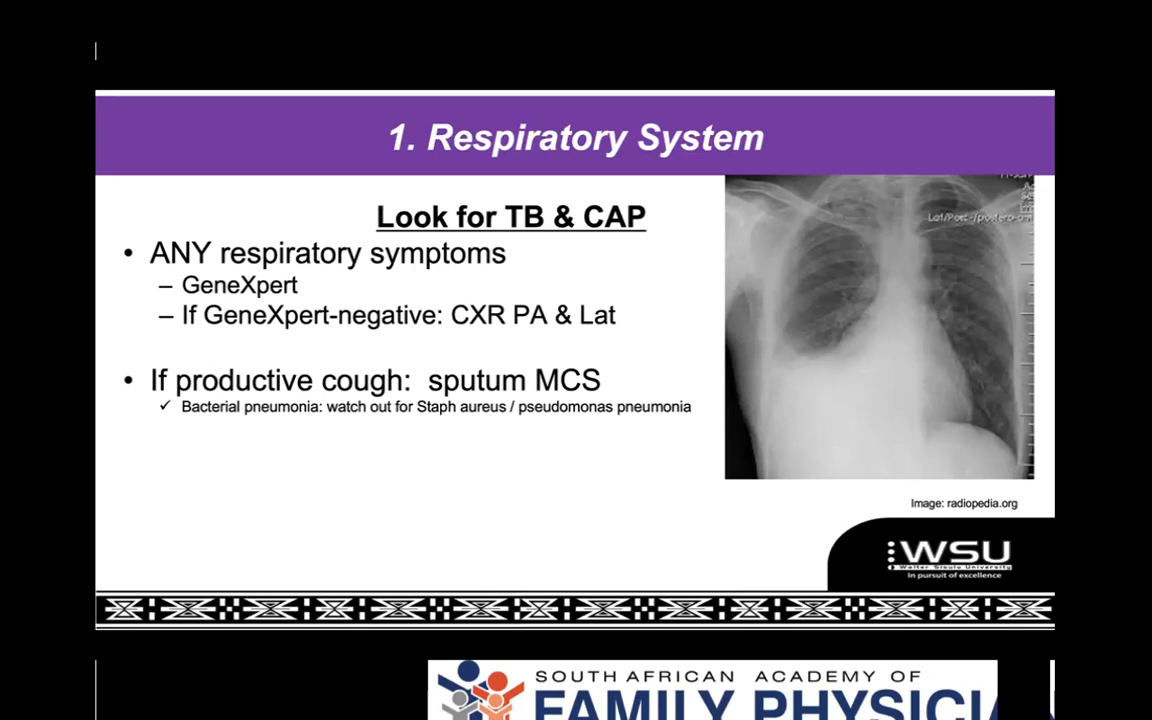 1. Respiratory System
Look for TB & CAP
• ANY respiratory symptoms
– GeneXpert
– If GeneXpert-negative: CXR PA & Lat
• If productive cough: sputum MCS
✓ Bacterial pneumonia: watch out for Staph aureus / pseudomonas pneumonia
Image: radiopedia.org
WSU
Walter Sisulu University
In pursuit of excellence
SOUTH AFRICAN ACADEMY OF
FAMILY